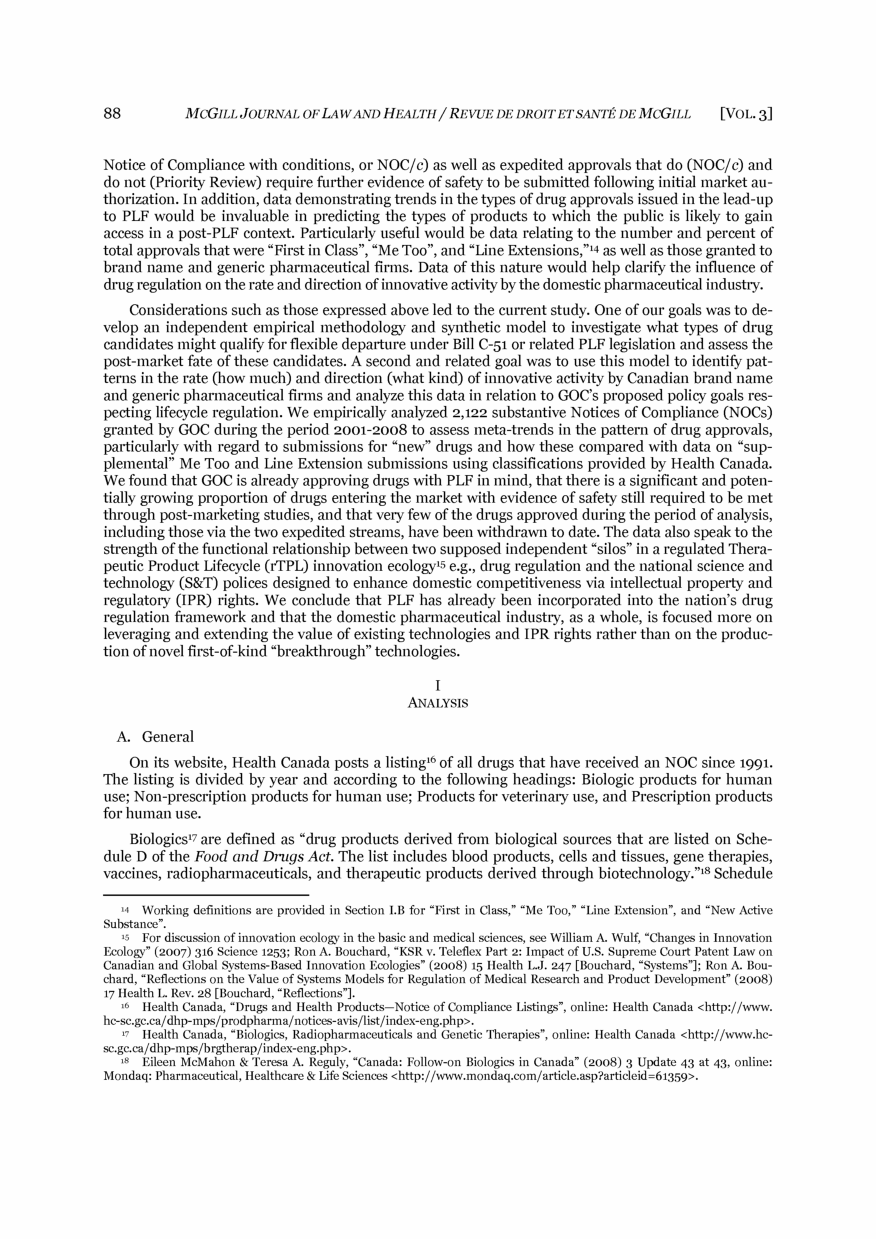 88 MCGILL JOURNAL OF LAW AND HEALTH / REVUE DE DROIT ET SANTÉ DE MCGILL [VOL. 3]
Notice of Compliance with conditions, or NOC/c) as well as expedited approvals that do (NOC/c) and
do not (Priority Review) require further evidence of safety to be submitted following initial market au-
thorization. In addition, data demonstrating trends in the types of drug approvals issued in the lead-up
to PLF would be invaluable in predicting the types of products to which the public is likely to gain
access in a post-PLF context. Particularly useful would be data relating to the number and percent of
total approvals that were “First in Class”, “Me Too”, and “Line Extensions,”14 as well as those granted to
brand name and generic pharmaceutical firms. Data of this nature would help clarify the influence of
drug regulation on the rate and direction of innovative activity by the domestic pharmaceutical industry.
Considerations such as those expressed above led to the current study. One of our goals was to de-
velop an independent empirical methodology and synthetic model to investigate what types of drug
candidates might qualify for flexible departure under Bill C-51 or related PLF legislation and assess the
post-market fate of these candidates. A second and related goal was to use this model to identify pat-
terns in the rate (how much) and direction (what kind) of innovative activity by Canadian brand name
and generic pharmaceutical firms and analyze this data in relation to GOC’s proposed policy goals res-
pecting lifecycle regulation. We empirically analyzed 2,122 substantive Notices of Compliance (NOCs)
granted by GOC during the period 2001-2008 to assess meta-trends in the pattern of drug approvals,
particularly with regard to submissions for “new” drugs and how these compared with data on “sup-
plemental” Me Too and Line Extension submissions using classifications provided by Health Canada.
We found that GOC is already approving drugs with PLF in mind, that there is a significant and poten-
tially growing proportion of drugs entering the market with evidence of safety still required to be met
through post-marketing studies, and that very few of the drugs approved during the period of analysis,
including those via the two expedited streams, have been withdrawn to date. The data also speak to the
strength of the functional relationship between two supposed independent “silos” in a regulated Thera-
peutic Product Lifecycle (rTPL) innovation ecology15 e.g., drug regulation and the national science and
technology (S&T) polices designed to enhance domestic competitiveness via intellectual property and
regulatory (IPR) rights. We conclude that PLF has already been incorporated into the nation’s drug
regulation framework and that the domestic pharmaceutical industry, as a whole, is focused more on
leveraging and extending the value of existing technologies and IPR rights rather than on the produc-
tion of novel first-of-kind “breakthrough” technologies.
I
ANALYSIS
A. General
On its website, Health Canada posts a listing16 of all drugs that have received an NOC since 1991.
The listing is divided by year and according to the following headings: Biologic products for human
use; Non-prescription products for human use; Products for veterinary use, and Prescription products
for human use.
Biologics17 are defined as “drug products derived from biological sources that are listed on Sche-
dule D of the Food and Drugs Act. The list includes blood products, cells and tissues, gene therapies,
vaccines, radiopharmaceuticals, and therapeutic products derived through biotechnology.”18 Schedule
14 Working definitions are provided in Section I.B for “First in Class,” “Me Too,” “Line Extension”, and “New Active
Substance”.
15 For discussion of innovation ecology in the basic and medical sciences, see William A. Wulf, “Changes in Innovation
Ecology” (2007) 316 Science 1253; Ron A. Bouchard, “KSR v. Teleflex Part 2: Impact of U.S. Supreme Court Patent Law on
Canadian and Global Systems-Based Innovation Ecologies” (2008) 15 Health L.J. 247 [Bouchard, “Systems”]; Ron A. Bou-
chard, “Reflections on the Value of Systems Models for Regulation of Medical Research and Product Development” (2008)
17 Health L. Rev. 28 [Bouchard, “Reflections”].
16 Health Canada, “Drugs and Health Products—Notice of Compliance Listings”, online: Health Canada <http://www.
hc-sc.gc.ca/dhp-mps/prodpharma/notices-avis/list/index-eng.php>.
17 Health Canada, “Biologics, Radiopharmaceuticals and Genetic Therapies”, online: Health Canada <http://www.hc-
sc.gc.ca/dhp-mps/brgtherap/index-eng.php>.
18 Eileen McMahon & Teresa A. Reguly, “Canada: Follow-on Biologics in Canada” (2008) 3 Update 43 at 43, online:
Mondaq: Pharmaceutical, Healthcare & Life Sciences <http://www.mondaq.com/article.asp?articleid=61359>.